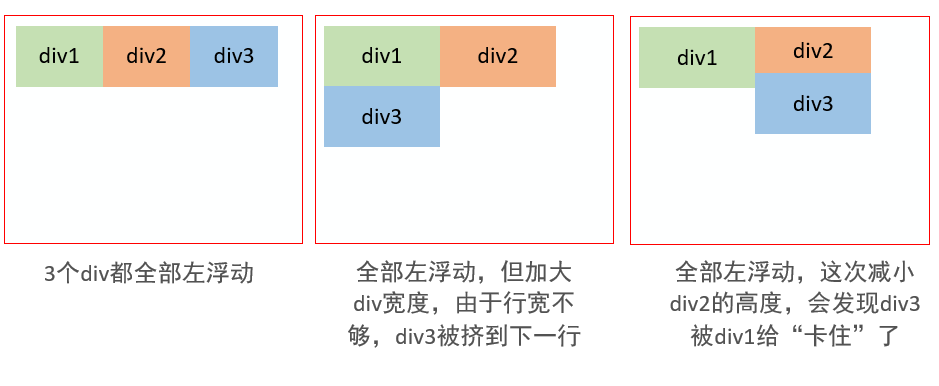 div1 div2 div3
div1 div2
div3
div1 div2
div3
3个div都全部左浮动
全部左浮动，但加大
div宽度，由于行宽不
够，div3被挤到下一行
全部左浮动，这次减小
div2的高度，会发现div3
被div1给“卡住”了